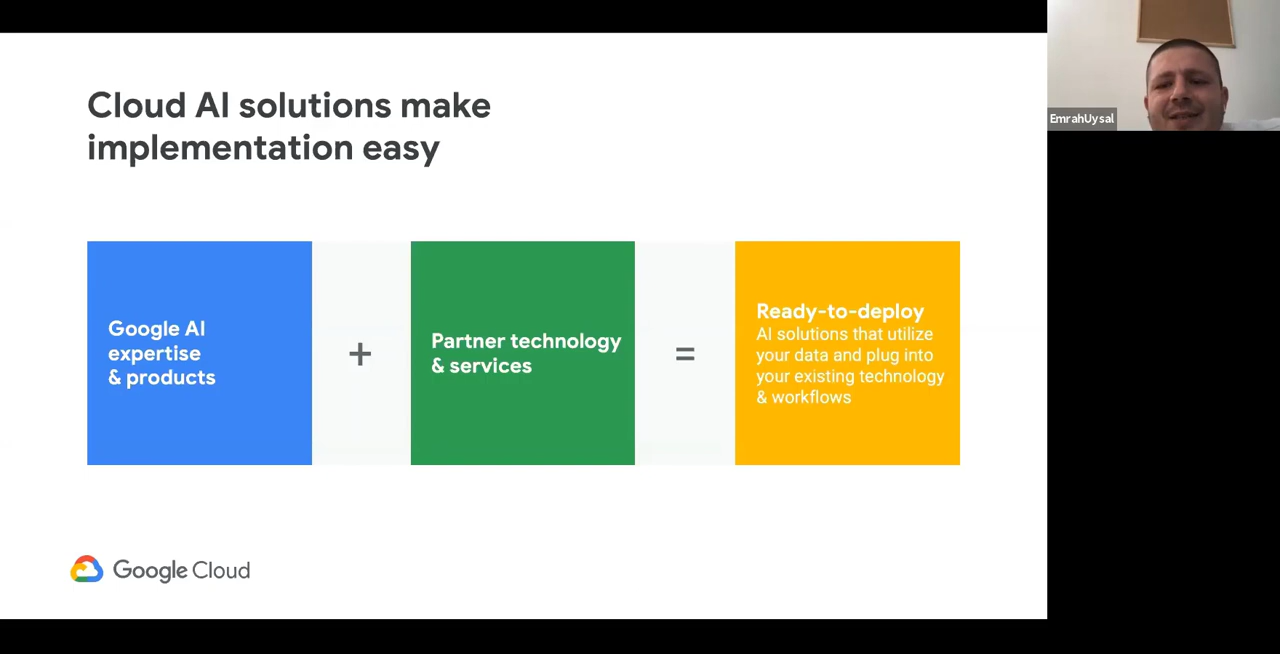 Cloud AI solutions make
implementation easy
Google AI
expertise
& products
+
Partner technology
& services
=
Ready-to-deploy
AI solutions that utilize
your data and plug into
your existing technology
& workflows
Google Cloud
EmrahUysal